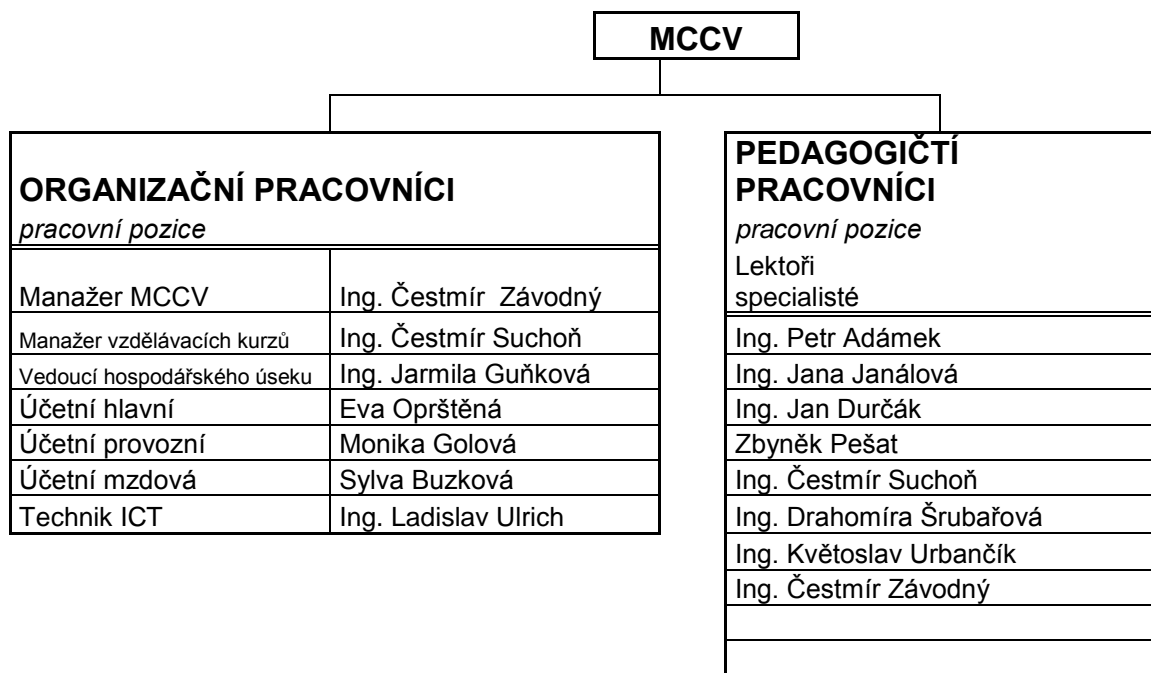 MCCV
ORGANIZAČNÍ PRACOVNÍCI
pracovní pozice
Manažer MCCV Ing. Čestmír Závodný
Manažer vzdělávacích kurzů Ing. Čestmír Suchoň
Vedoucí hospodářského úseku Ing. Jarmila Guňková
Účetní hlavní Eva Oprštěná
Účetní provozní Monika Golová
Účetní mzdová Sylva Buzková
Technik ICT Ing. Ladislav Ulrich
PEDAGOGIČTÍ
PRACOVNÍCI
pracovní pozice
Lektoři
specialisté
Ing. Petr Adámek
Ing. Jana Janálová
Ing. Jan Durčák
Zbyněk Pešat
Ing. Čestmír Suchoň
Ing. Drahomíra Šrubařová
Ing. Květoslav Urbančík
Ing. Čestmír Závodný